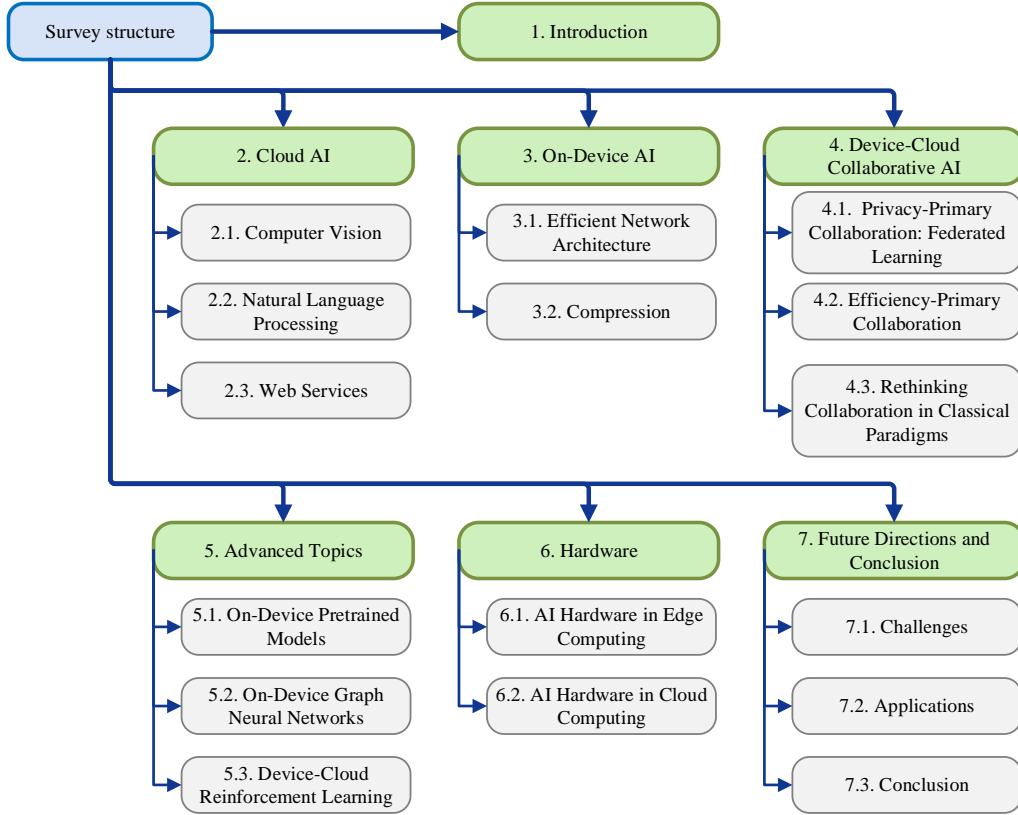 Survey structure
1. Introduction
2. Cloud AI
2.1. Computer Vision
2.2. Natural Language
Processing
2.3. Web Services
3. On-Device AI
3.1. Efficient Network
Architecture
3.2. Compression
4. Device-Cloud
Collaborative AI
4.1. Privacy-Primary
Collaboration: Federated
Learning
4.2. Efficiency-Primary
Collaboration
4.3. Rethinking
Collaboration in Classical
Paradigms
5. Advanced Topics
5.1. On-Device Pretrained
Models
5.2. On-Device Graph
Neural Networks
5.3. Device-Cloud
Reinforcement Learning
6. Hardware
6.1. AI Hardware in Edge
Computing
6.2. AI Hardware in Cloud
Computing
7. Future Directions and
Conclusion
7.1. Challenges
7.2. Applications
7.3. Conclusion